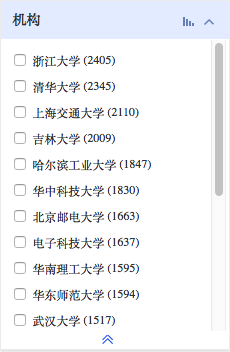 机构
浙江大学 (2405)
清华大学 (2345)
上海交通大学 (2110)
吉林大学 (2009)
哈尔滨工业大学 (1847)
华中科技大学 (1830)
北京邮电大学 (1663)
电子科技大学 (1637)
华南理工大学 (1595)
华东师范大学 (1594)
武汉大学 (1517)